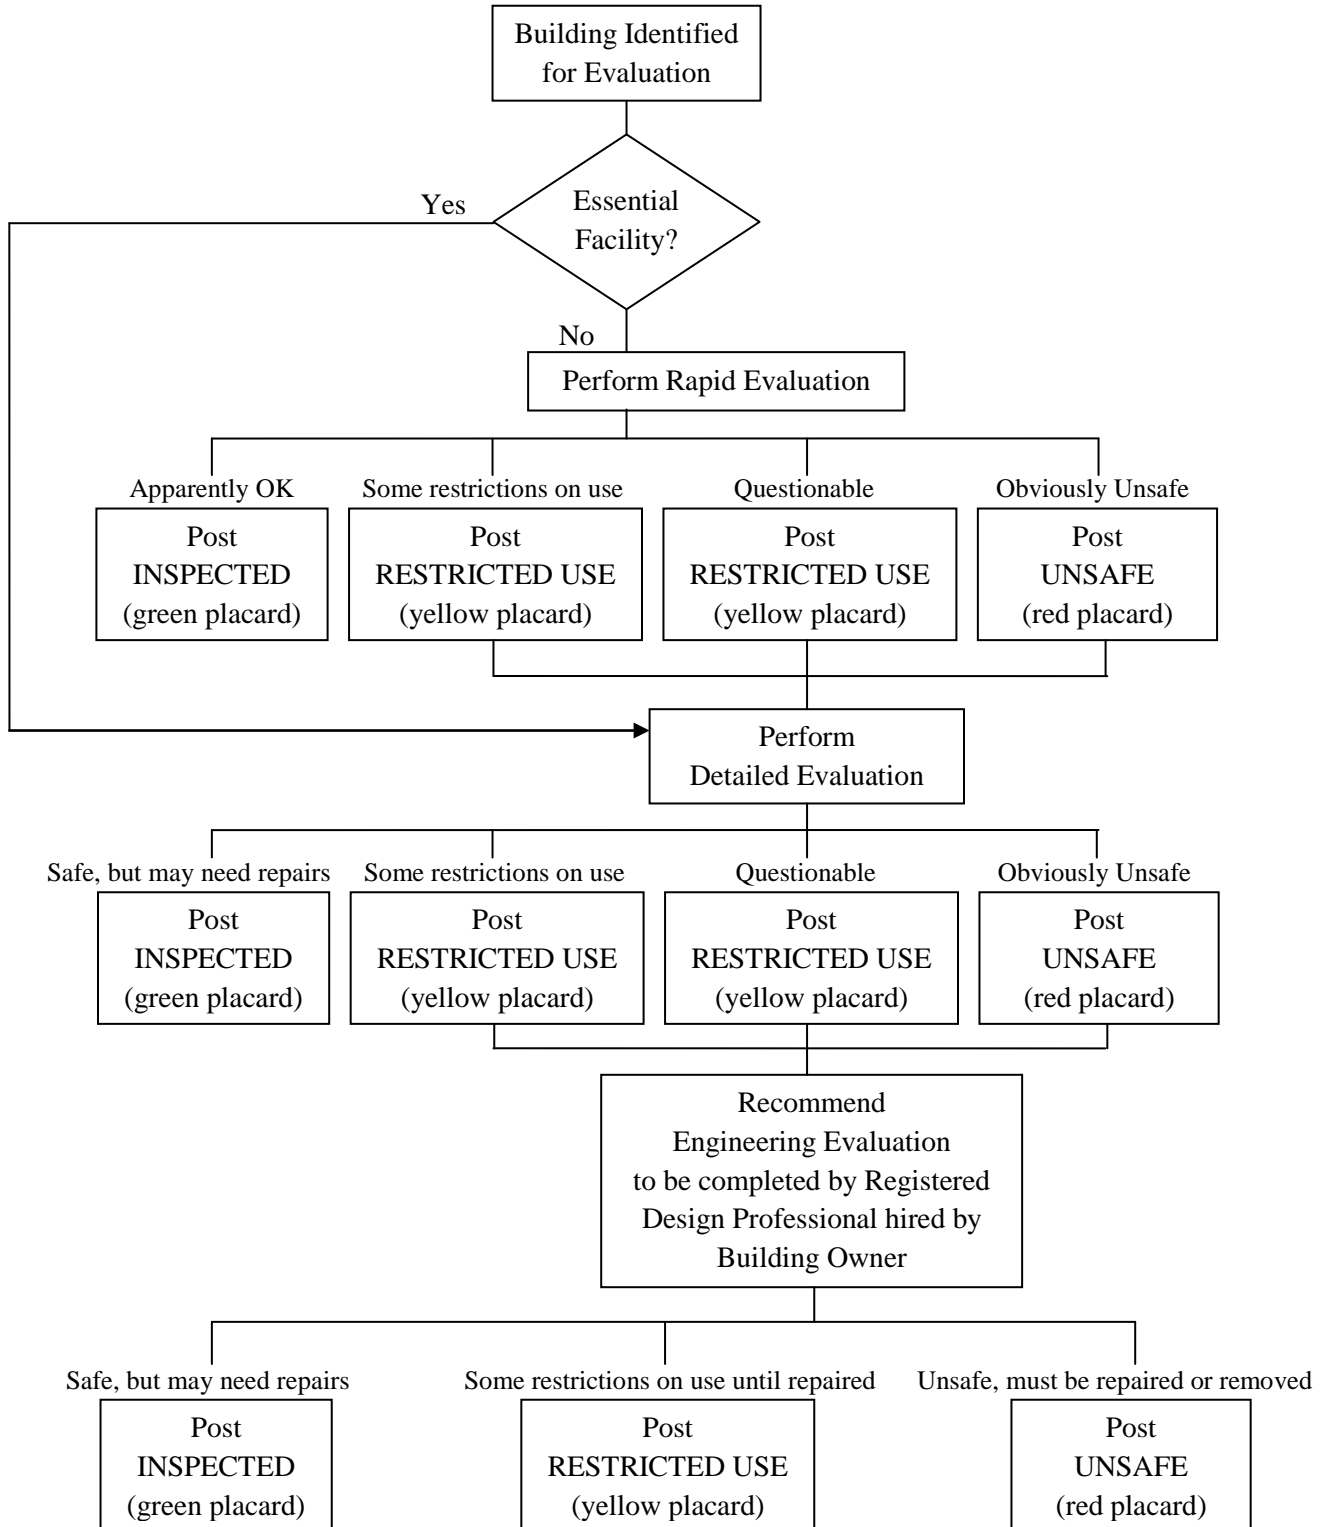 Building Identified
for Evaluation
Yes
Essential
Facility?
No
Perform Rapid Evaluation
Apparently OK
Some restrictions on use
Questionable
Obviously Unsafe
Post
INSPECTED
(green placard)
Post
RESTRICTED USE
(yellow placard)
Post
RESTRICTED USE
(yellow placard)
Post
UNSAFE
(red placard)
Perform
Detailed Evaluation
Safe, but may need repairs
Some restrictions on use
Questionable
Obviously Unsafe
Post
INSPECTED
(green placard)
Post
RESTRICTED USE
(yellow placard)
Post
RESTRICTED USE
(yellow placard)
Post
UNSAFE
(red placard)
Recommend
Engineering Evaluation
to be completed by Registered
Design Professional hired by
Building Owner
Safe, but may need repairs
Some restrictions on use until repaired
Unsafe, must be repaired or removed
Post
INSPECTED
(green placard)
Post
RESTRICTED USE
(yellow placard)
Post
UNSAFE
(red placard)